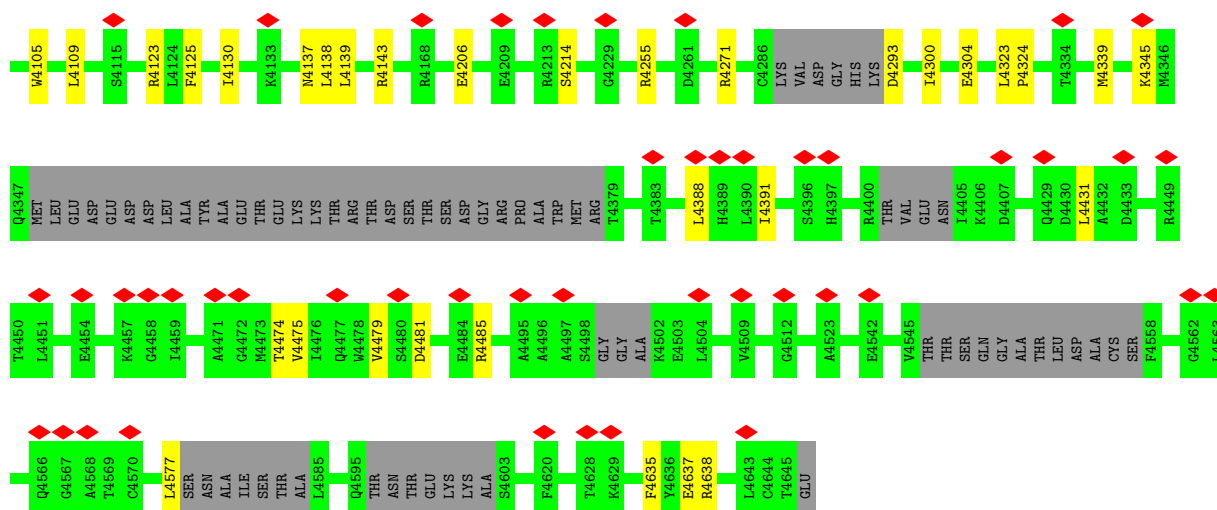 W4105 L4109 S4115 R4123 L4124 F4125 I4130 K4133 N4137 L4138 L4139 R4143 R4168 E4206 E4209 R4213 S4214 G4229 R4255 D4261 R4271 C4286 LYS VAL ASP GLY HIS LYS D4293 I4300 E4304 L4323 P4324 T4334 M4339 K4345 M4346
Q4347 MET LEU GLU ASP GLU ASP ASP LEU ALA TYR ALA GLU THR GLU LYS LYS THR ARG THR ASP SER THR SER ASP GLY ARG PRO ALA TRP MET ARG T4379 T4383 L4388 H4389 L4390 I4391 S4396 H4397 R4400 THR VAL GLU ASN I4405 K4406 D4407 Q4429 D4430 L4431 A4432 D4433 R4449
T4450 L4451 E4454 K4457 G4458 I4459 A4471 G4472 M4473 T4474 V4475 I4476 Q4477 W4478 V4479 S4480 D4481 E4484 R4485 A4495 A4496 A4497 S4498 GLY GLY ALA K4502 E4503 L4504 V4509 G4512 A4523 E4542 V4545 THR THR SER GLN GLY ALA THR LEU ASP ALA CYS SER F4558 G4562 L4563
Q4566 G4567 A4568 T4569 C4570 L4577 SER ASN ALA ILE SER THR ALA L4585 Q4595 THR ASN THR GLU LYS LYS ALA S4603 F4620 T4628 K4629 F4635 Y4636 E4637 R4638 L4643 C4644 T4645 GLU